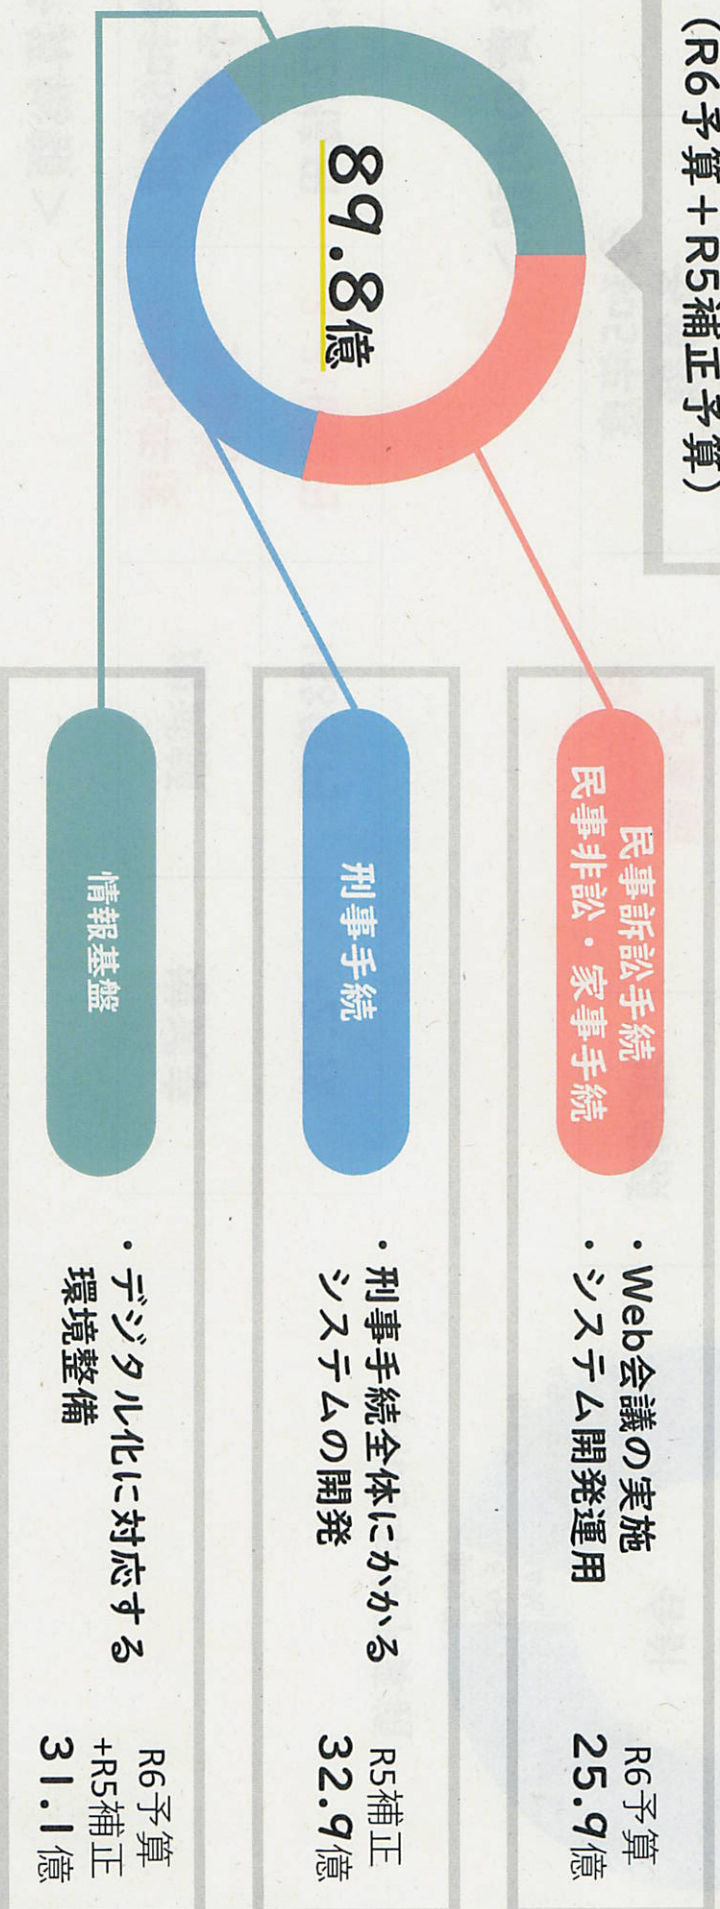 (R6予算＋R5補正予算)
89.8億
民事訴訟手続
民事非訟・家事手続
・Web会議の実施
・システム開発運用
R6予算
25.9億
刑事手続
・刑事手続全体にかかる
システムの開発
R5補正
32.9億
情報基盤
・デジタル化に対応する
環境整備
R6予算
+R5補正
31.1億